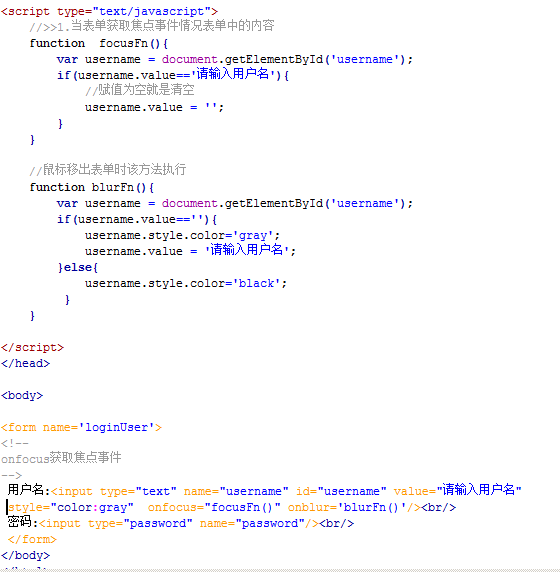 <script type="text/javascript">
//>>1.当表单获取焦点事件情况表单中的内容
function  focusFn(){
var username = document.getElementById('username');
if(username.value=='请输入用户名'){
//赋值为空就是清空
username.value = '';
}
}
//鼠标移出表单时该方法执行
function blurFn(){
var username = document.getElementById('username');
if(username.value==''){
username.style.color='gray';
username.value = '请输入用户名';
}else{
username.style.color='black';
}
}
</script>
</head>
<body>
<form name='loginUser'>
<!--
onfocus获取焦点事件
-->
用户名:<input type="text" name="username" id="username" value="请输入用户名"
style="color:gray"  onfocus="focusFn()" onblur='blurFn()'/><br/>
密码:<input type="password" name="password"/><br/>
</form>
</body>